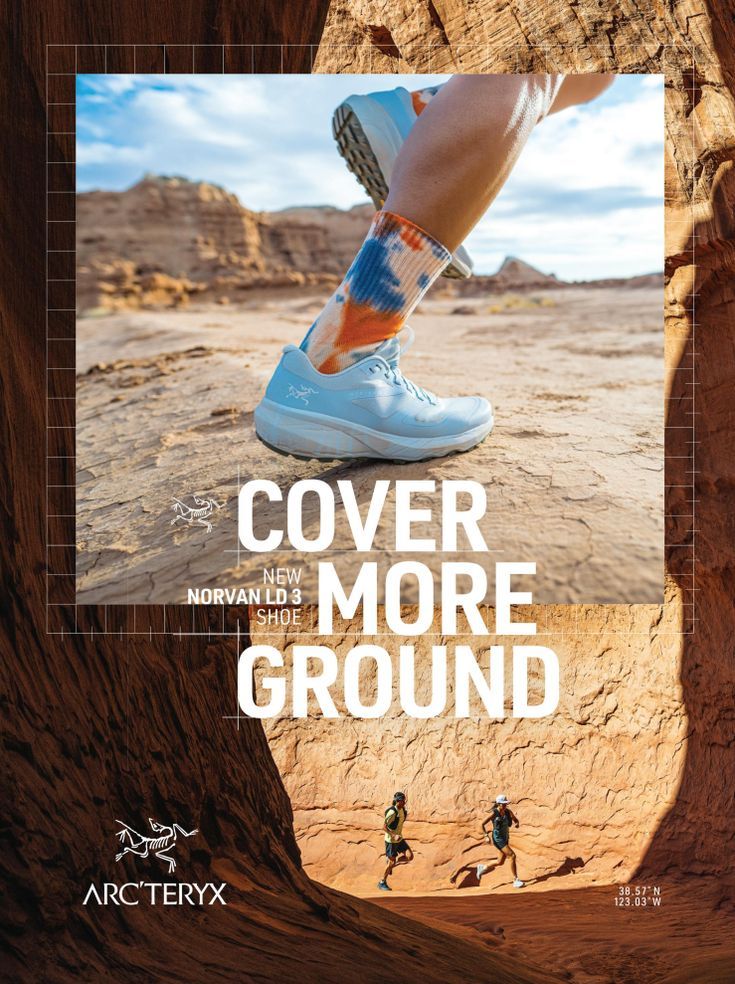 COVER
NEW
NORVAN LD 3
SHOE
MORE
GROUND
ARC'TERYX
38.57°N
123.03°W